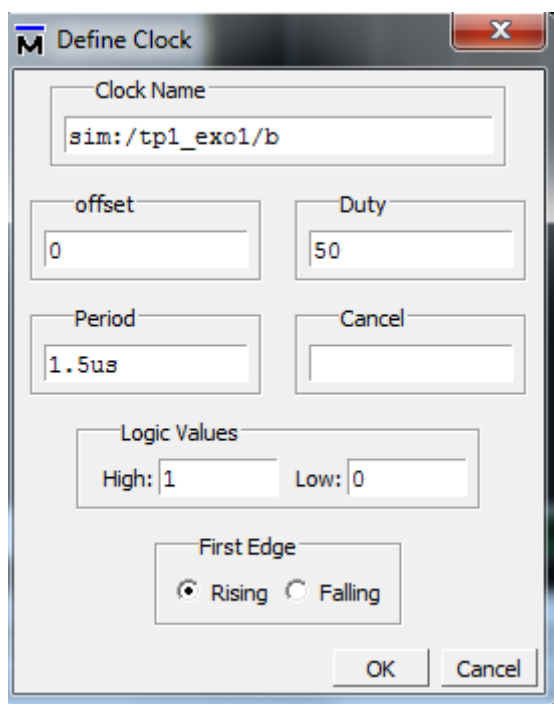 Define Clock
Clock Name
sim:/tp1_exo1/b
offset
Duty
0
50
Period
Cancel
1.5us
Logic Values
High: 1 Low: 0
First Edge
Rising Falling
OK Cancel